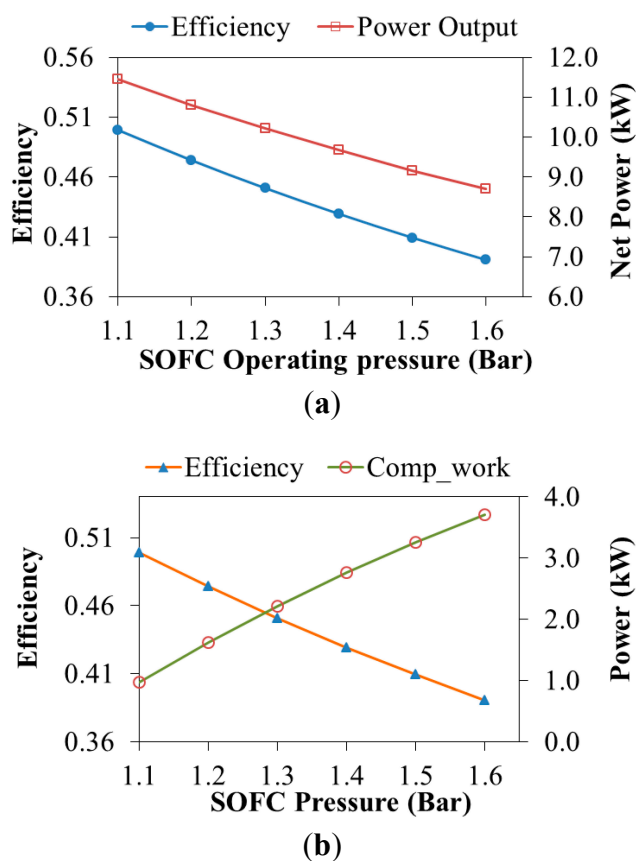 Efficiency Power Output
0.56 12.0
11.0
0.51 10.0
0.46 9.0
8.0
0.41 7.0
0.36 6.0
Efficiency
Net Power (kW)
1.1 1.2 1.3 1.4 1.5 1.6
SOFC Operating pressure (Bar)
(a)
Efficiency Comp_work
4.0
0.51
3.0
0.46 2.0
0.41 1.0
0.36 0.0
Efficiency
Power (kW)
1.1 1.2 1.3 1.4 1.5 1.6
SOFC Pressure (Bar)
(b)